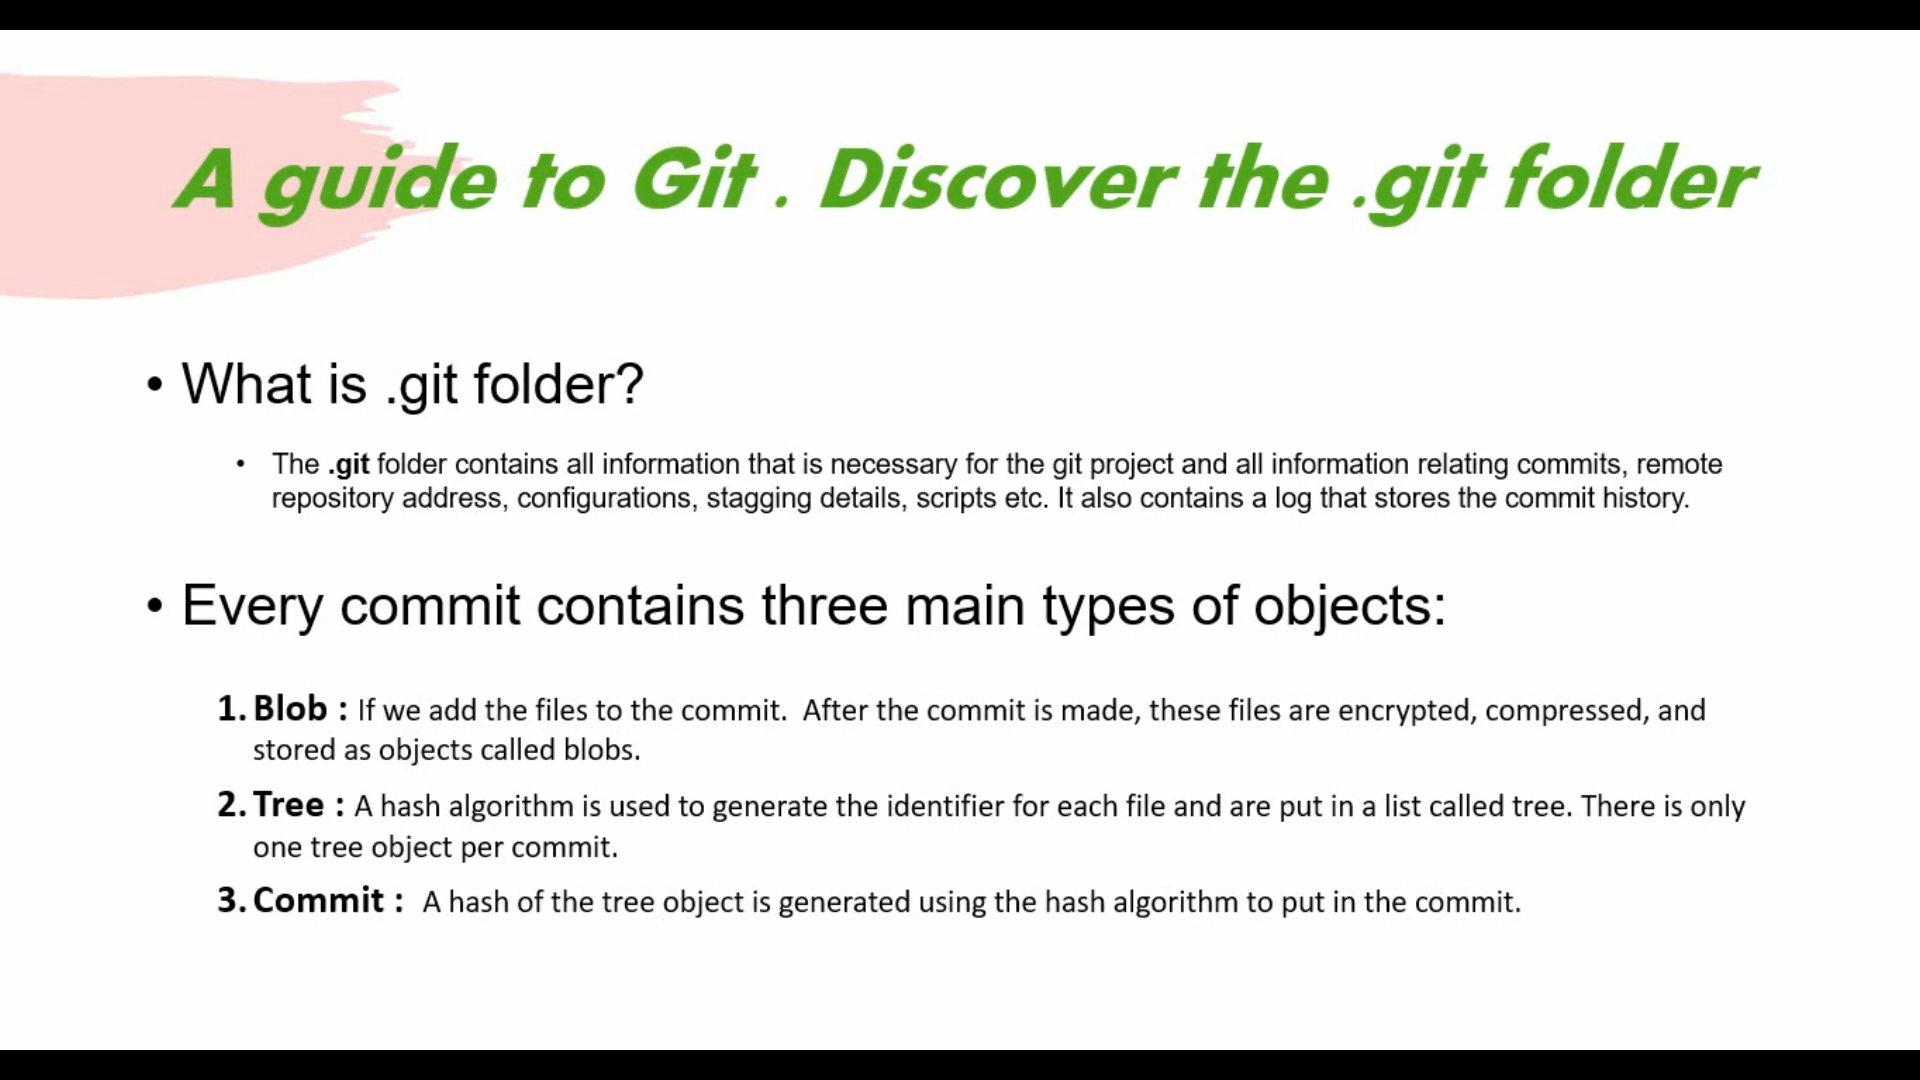 A guide to Git . Discover the .git folder
• What is .git folder?
• The .git folder contains all information that is necessary for the git project and all information relating commits, remote
repository address, configurations, stagging details, scripts etc. It also contains a log that stores the commit history.
• Every commit contains three main types of objects:
1. Blob : If we add the files to the commit.  After the commit is made, these files are encrypted, compressed, and
stored as objects called blobs.
2. Tree : A hash algorithm is used to generate the identifier for each file and are put in a list called tree. There is only
one tree object per commit.
3. Commit :  A hash of the tree object is generated using the hash algorithm to put in the commit.